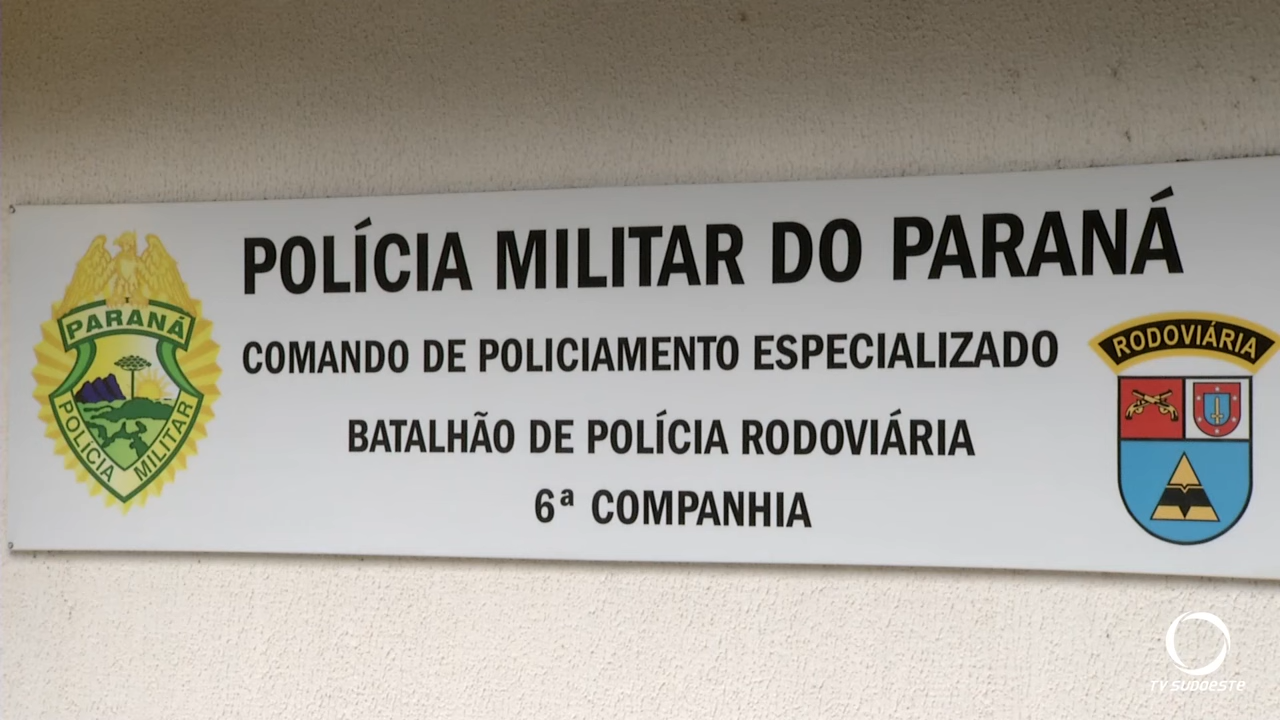 POLÍCIA MILITAR DO PARANÁ
PARANÁ
POLÍCIA MILITAR
COMANDO DE POLICIAMENTO ESPECIALIZADO
RODOVIÁRIA
BATALHÃO DE POLÍCIA RODOVIÁRIA
6ª COMPANHIA
TV SUDOESTE